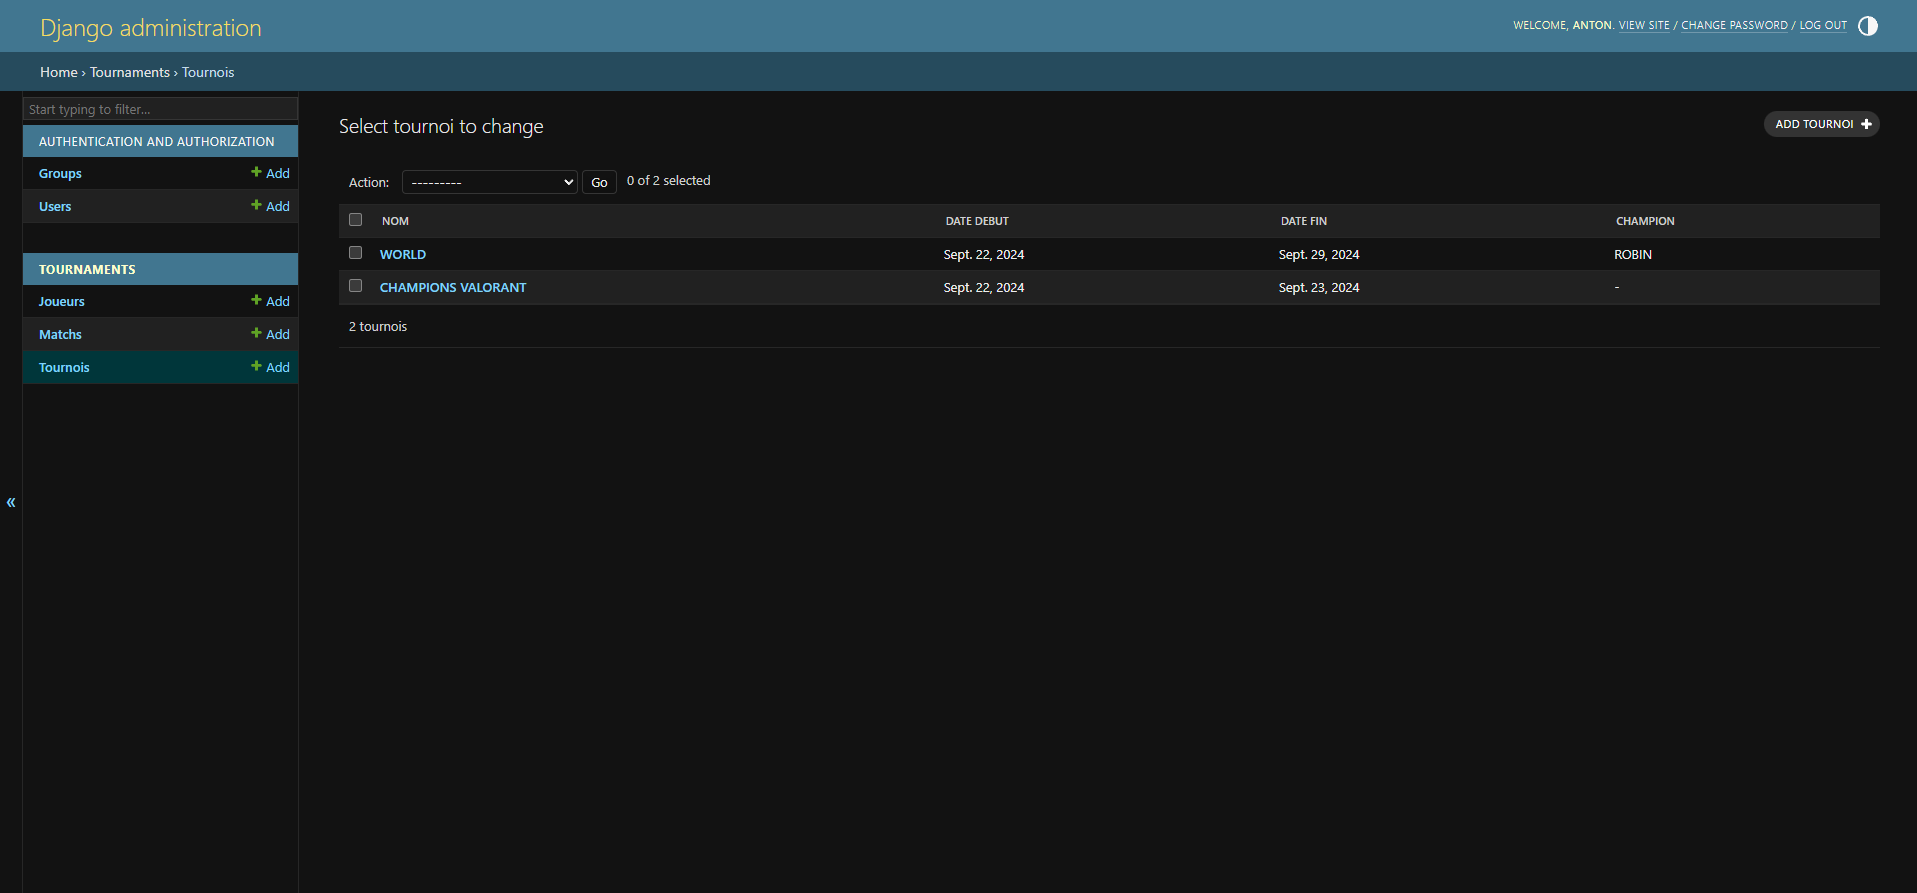 Django administration
WELCOME, ANTON. VIEW SITE / CHANGE PASSWORD / LOG OUT
Home › Tournaments › Tournois
Start typing to filter...
AUTHENTICATION AND AUTHORIZATION
Groups + Add
Users + Add
TOURNAMENTS
Joueurs + Add
Matchs + Add
Tournois + Add
«
Select tournoi to change
ADD TOURNOI +
Action: --------- Go 0 of 2 selected
NOM DATE DEBUT DATE FIN CHAMPION
WORLD Sept. 22, 2024 Sept. 29, 2024 ROBIN
CHAMPIONS VALORANT Sept. 22, 2024 Sept. 23, 2024 -
2 tournois